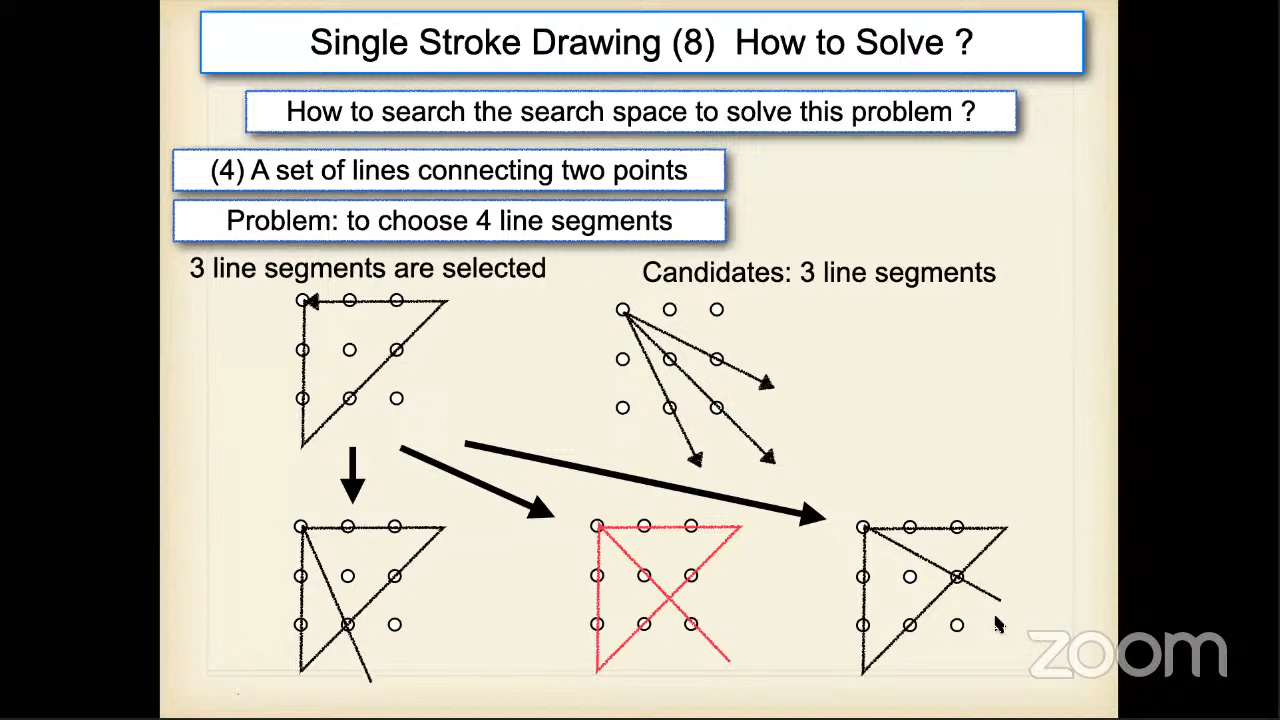 Single Stroke Drawing (8) How to Solve ?
How to search the search space to solve this problem ?
(4) A set of lines connecting two points
Problem: to choose 4 line segments
3 line segments are selected
Candidates: 3 line segments
zoom